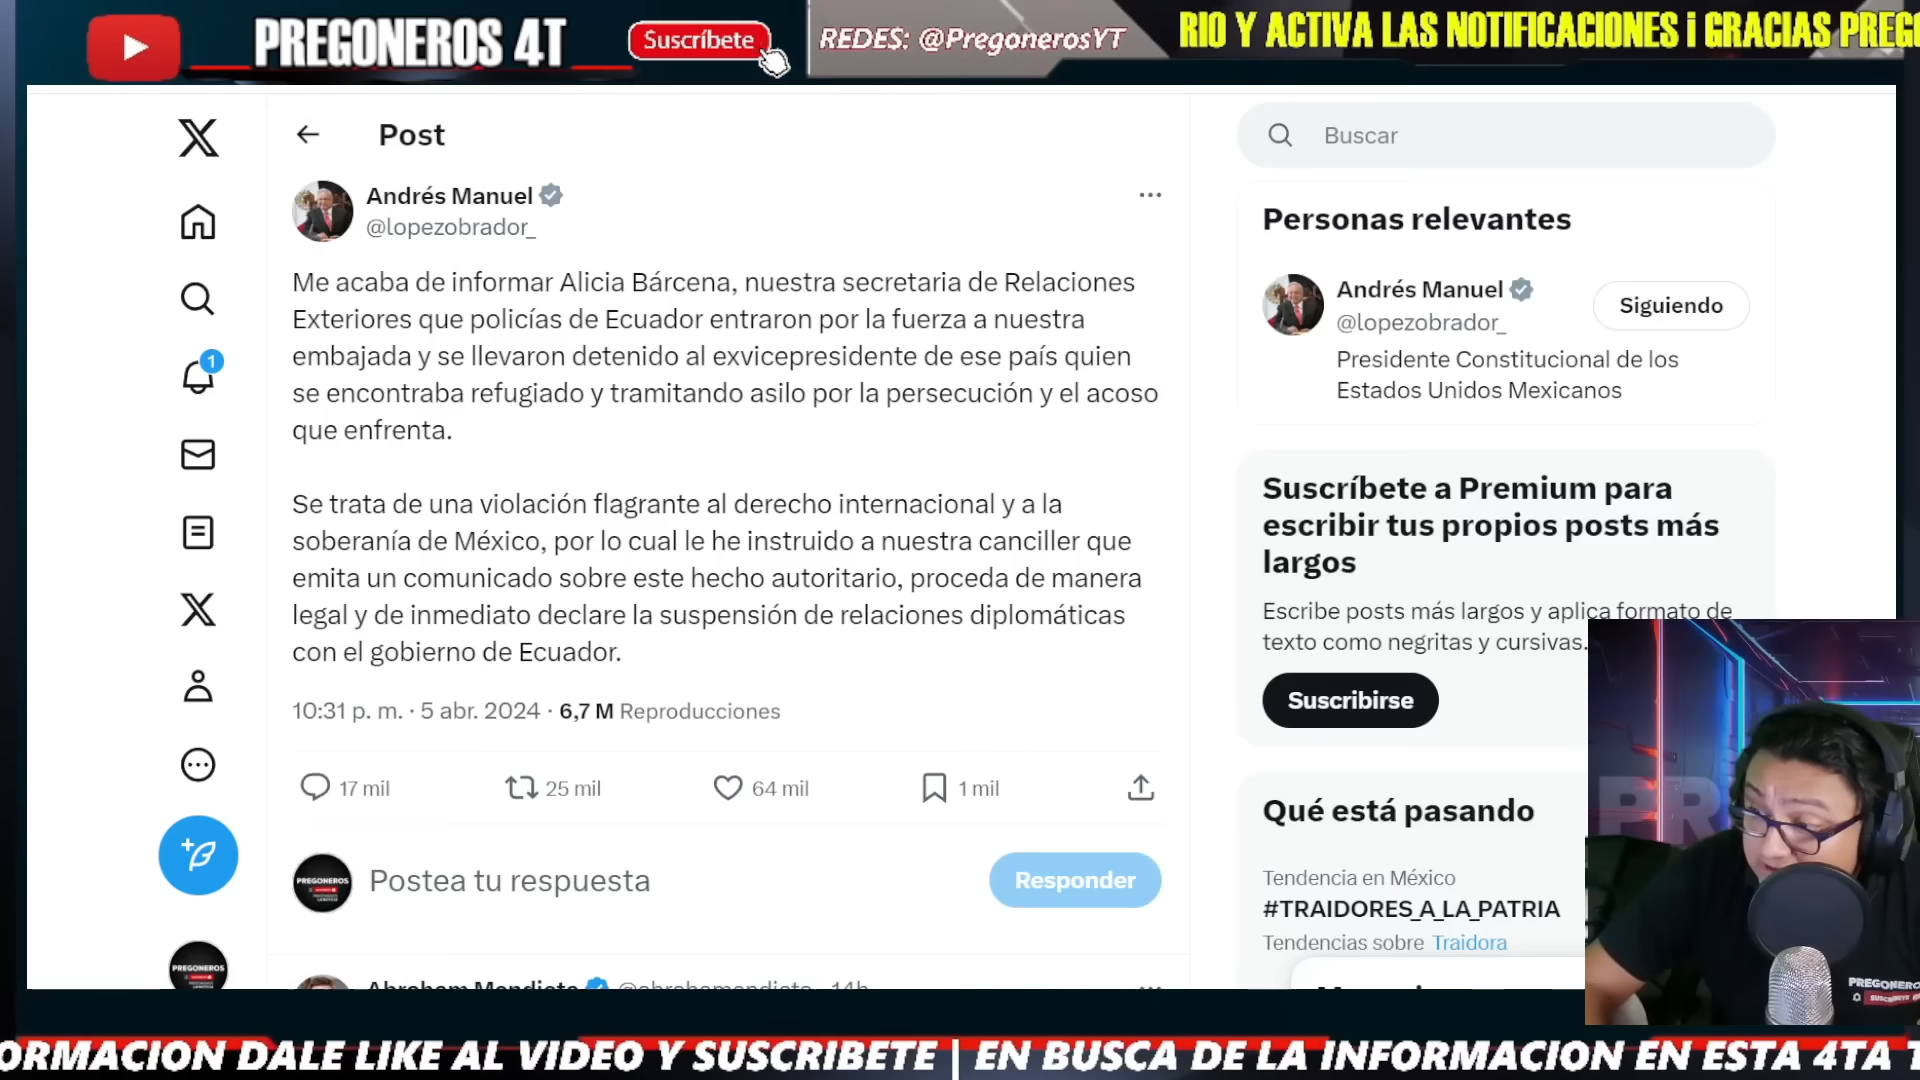 PREGONEROS 4T
Suscríbete
REDES: @PregonerosYT
RIO Y ACTIVA LAS NOTIFICACIONES ¡ GRACIAS PREG
Post
Buscar
Andrés Manuel
@lopezobrador_
Me acaba de informar Alicia Bárcena, nuestra secretaria de Relaciones
Exteriores que policías de Ecuador entraron por la fuerza a nuestra
embajada y se llevaron detenido al exvicepresidente de ese país quien
se encontraba refugiado y tramitando asilo por la persecución y el acoso
que enfrenta.
Se trata de una violación flagrante al derecho internacional y a la
soberanía de México, por lo cual le he instruido a nuestra canciller que
emita un comunicado sobre este hecho autoritario, proceda de manera
legal y de inmediato declare la suspensión de relaciones diplomáticas
con el gobierno de Ecuador.
10:31 p. m. · 5 abr. 2024 · 6,7 M Reproducciones
17 mil
25 mil
64 mil
1 mil
PREGONEROS
Postea tu respuesta
Responder
1
PREGONEROS
Personas relevantes
Andrés Manuel
@lopezobrador_
Siguiendo
Presidente Constitucional de los
Estados Unidos Mexicanos
Suscríbete a Premium para
escribir tus propios posts más
largos
Escribe posts más largos y aplica formato de
texto como negritas y cursivas.
Suscribirse
Qué está pasando
Tendencia en México
#TRAIDORES_A_LA_PATRIA
Tendencias sobre Traidora
PR
PREGONERO
ORMACION DALE LIKE AL VIDEO Y SUSCRIBETE | EN BUSCA DE LA INFORMACION EN ESTA 4TA T